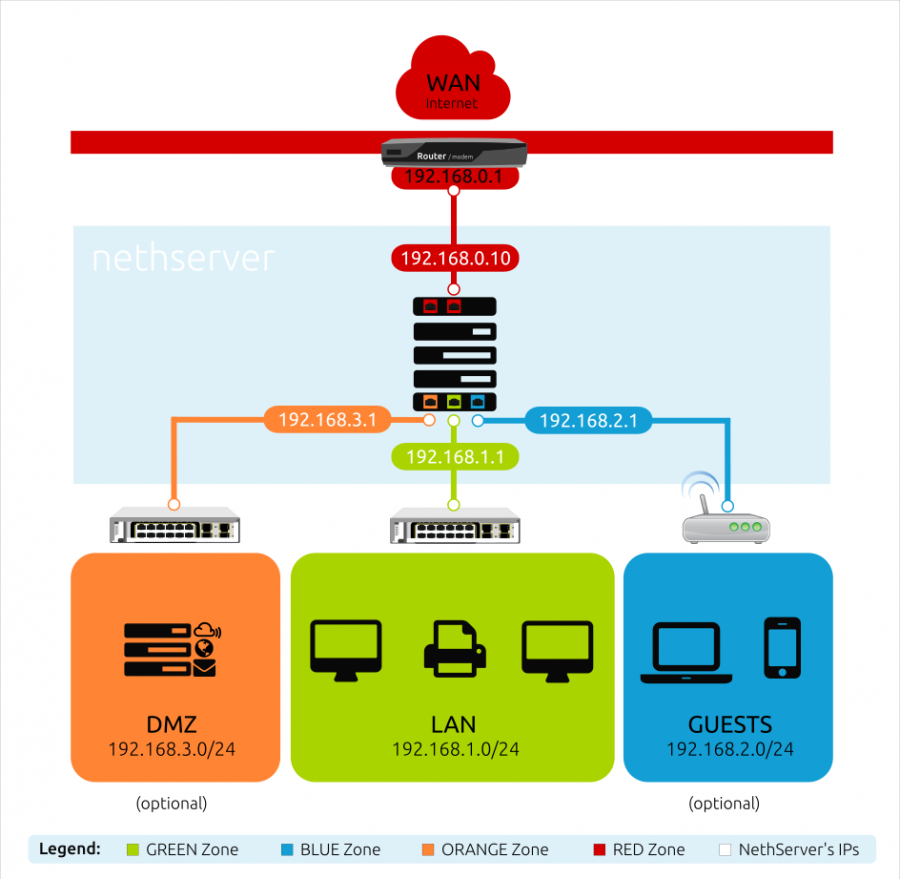 WAN
Internet
Router / modem
192.168.0.1
nethserver
192.168.0.10
192.168.3.1
192.168.2.1
192.168.1.1
DMZ
192.168.3.0/24
LAN
192.168.1.0/24
GUESTS
192.168.2.0/24
(optional)
(optional)
Legend: GREEN Zone BLUE Zone ORANGE Zone RED Zone NethServer's IPs